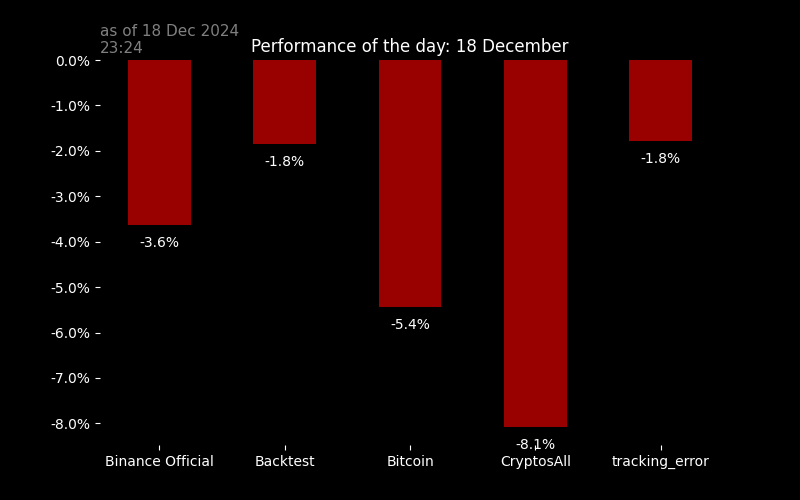 as of 18 Dec 2024
23:24
Performance of the day: 18 December
0.0%
-1.0%
-2.0%
-3.0%
-4.0%
-5.0%
-6.0%
-7.0%
-8.0%
-3.6%
-1.8%
-5.4%
-8.1%
-1.8%
Binance Official
Backtest
Bitcoin
CryptosAll
tracking_error